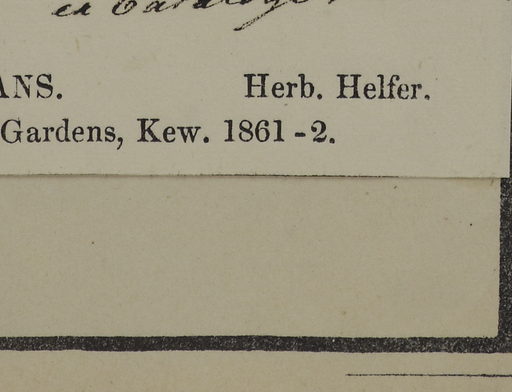 ANS. Herb. Helfer.
Gardens, Kew. 1861-2.